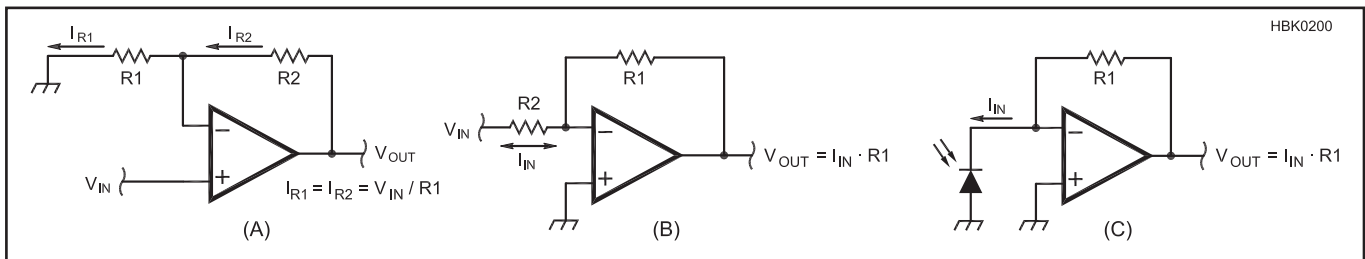 HBK0200
I R1
I R2
R1
R2
−
+
V IN
V OUT
I R1 = I R2 = V IN / R1
(A)
R1
R2
V IN
I IN
−
+
V OUT = I IN · R1
(B)
R1
I IN
−
+
V OUT = I IN · R1
(C)